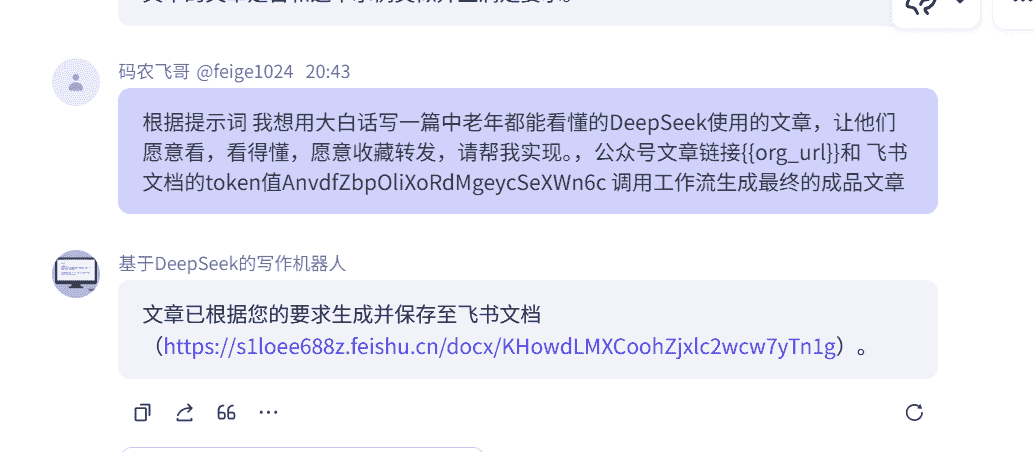 码农飞哥 @feige1024 20:43
根据提示词 我想用大白话写一篇中老年都能看懂的DeepSeek使用的文章，让他们
愿意看，看得懂，愿意收藏转发，请帮我实现。，公众号文章链接{{org_url}}和 飞书
文档的token值AnvdfZbpOliXoRdMgeycSeXWn6c 调用工作流生成最终的成品文章
基于DeepSeek的写作机器人
文章已根据您的要求生成并保存至飞书文档
（https://s1loee688z.feishu.cn/docx/KHowdLMXCoohZjxlc2wcw7yTn1g）。